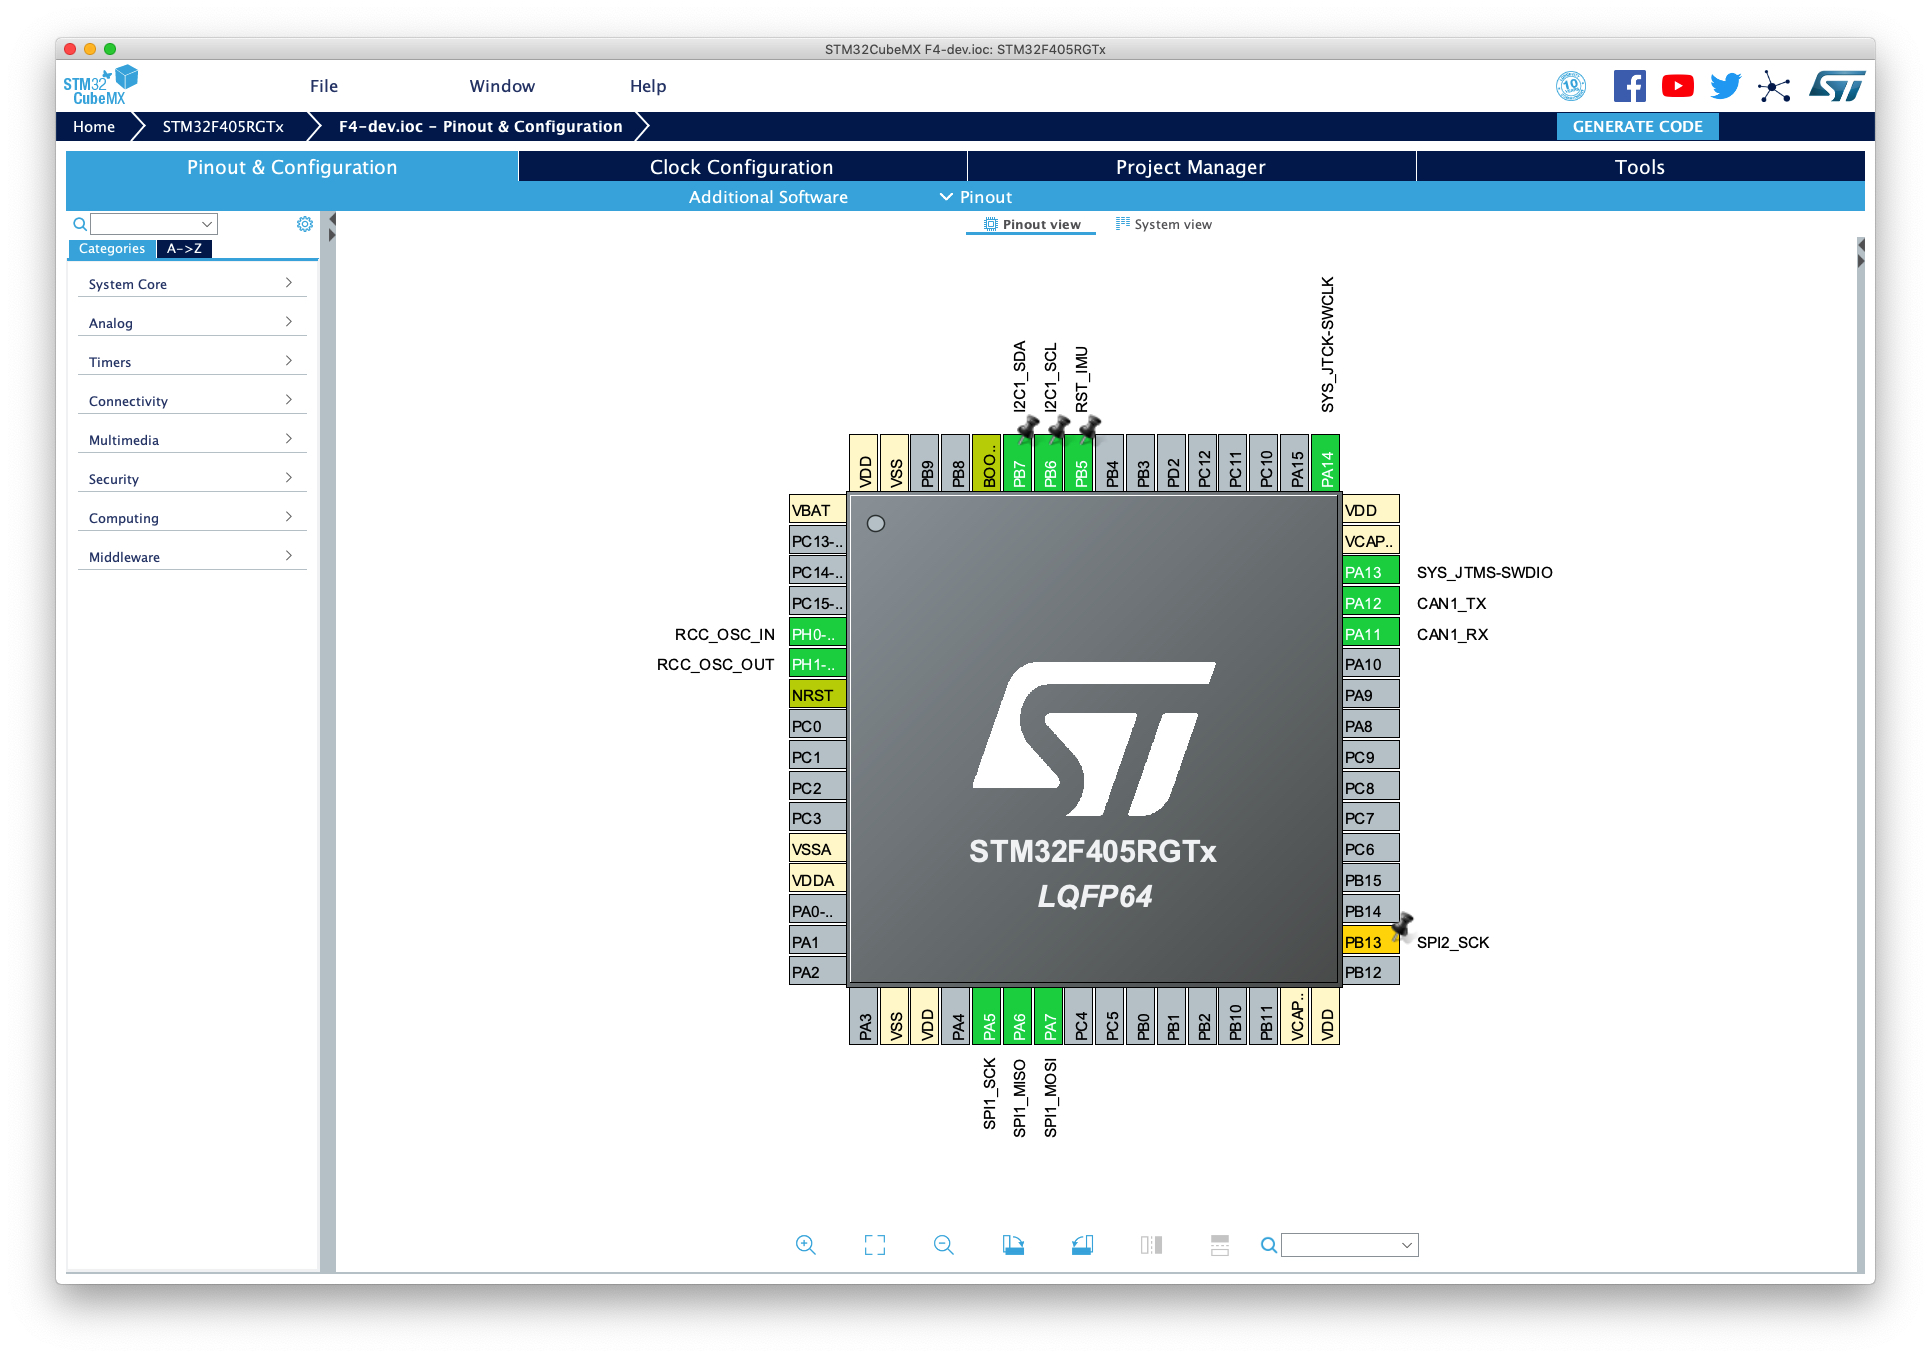 STM32CubeMX F4-dev.ioc: STM32F405RGTx
STM32
CubeMX
File
Window
Help
10
ST
Home
STM32F405RGTx
F4-dev.ioc – Pinout & Configuration
GENERATE CODE
Pinout & Configuration
Clock Configuration
Project Manager
Tools
Additional Software
Pinout
Categories
A->Z
Pinout view
System view
System Core
Analog
Timers
Connectivity
Multimedia
Security
Computing
Middleware
I2C1_SDA
I2C1_SCL
RST_IMU
SYS_JTCK-SWCLK
VDD
VSS
PB9
PB8
BOO..
PB7
PB6
PB5
PB4
PB3
PD2
PC12
PC11
PC10
PA15
PA14
VBAT
PC13-..
PC14-..
PC15-..
RCC_OSC_IN PH0-..
RCC_OSC_OUT PH1-..
NRST
PC0
PC1
PC2
PC3
VSSA
VDDA
PA0-..
PA1
PA2
ST
STM32F405RGTx
LQFP64
VDD
VCAP..
PA13 SYS_JTMS-SWDIO
PA12 CAN1_TX
PA11 CAN1_RX
PA10
PA9
PA8
PC9
PC8
PC7
PC6
PB15
PB14
PB13 SPI2_SCK
PB12
PA3
VSS
VDD
PA4
PA5
PA6
PA7
PC4
PC5
PB0
PB1
PB2
PB10
PB11
VCAP..
VDD
SPI1_SCK
SPI1_MISO
SPI1_MOSI